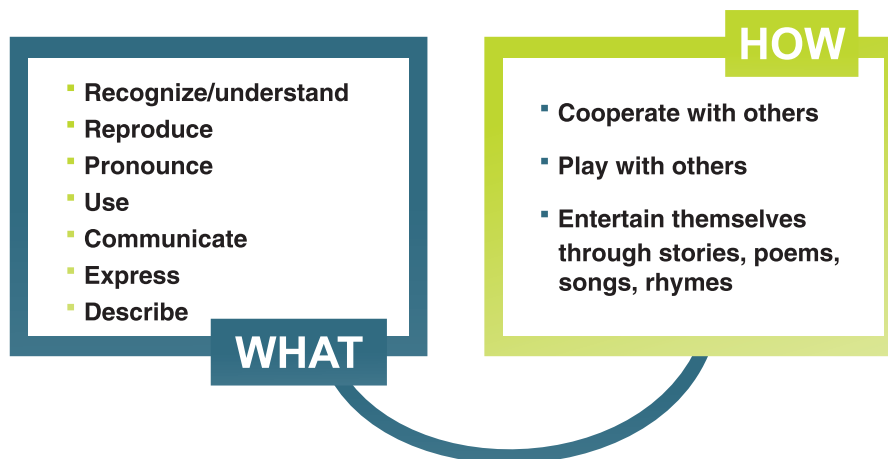 Recognize/understand
Reproduce
Pronounce
Use
Communicate
Express
Describe
WHAT
HOW
Cooperate with others
Play with others
Entertain themselves
through stories, poems,
songs, rhymes